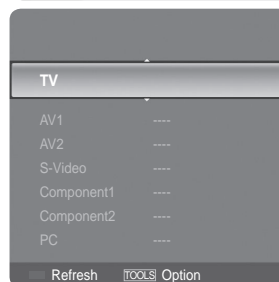 TV
AV1 ----
AV2 ----
S-Video ----
Component1 ----
Component2 ----
PC ----
Refresh TOOLS Option